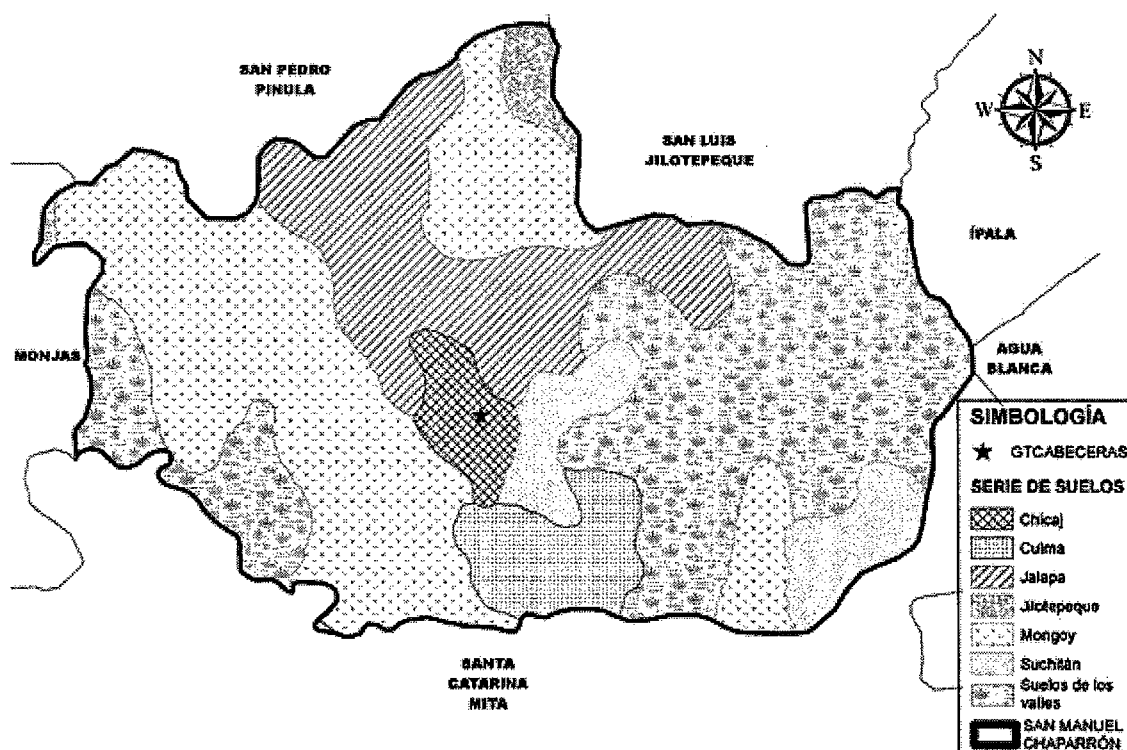 SAN PEDRO
PINULA
N
W
E
S
SAN LUIS
JILOTEPEQUE
ÍPALA
MONJAS
AGUA
BLANCA
SIMBOLOGÍA
GTCABECERAS
SERIE DE SUELOS
Chicaj
Culma
Jalapa
Jilotepeque
Mongoy
Suchitán
Suelos de los
valles
SAN MANUEL
CHAPARRÓN
SANTA
CATARINA
MITA